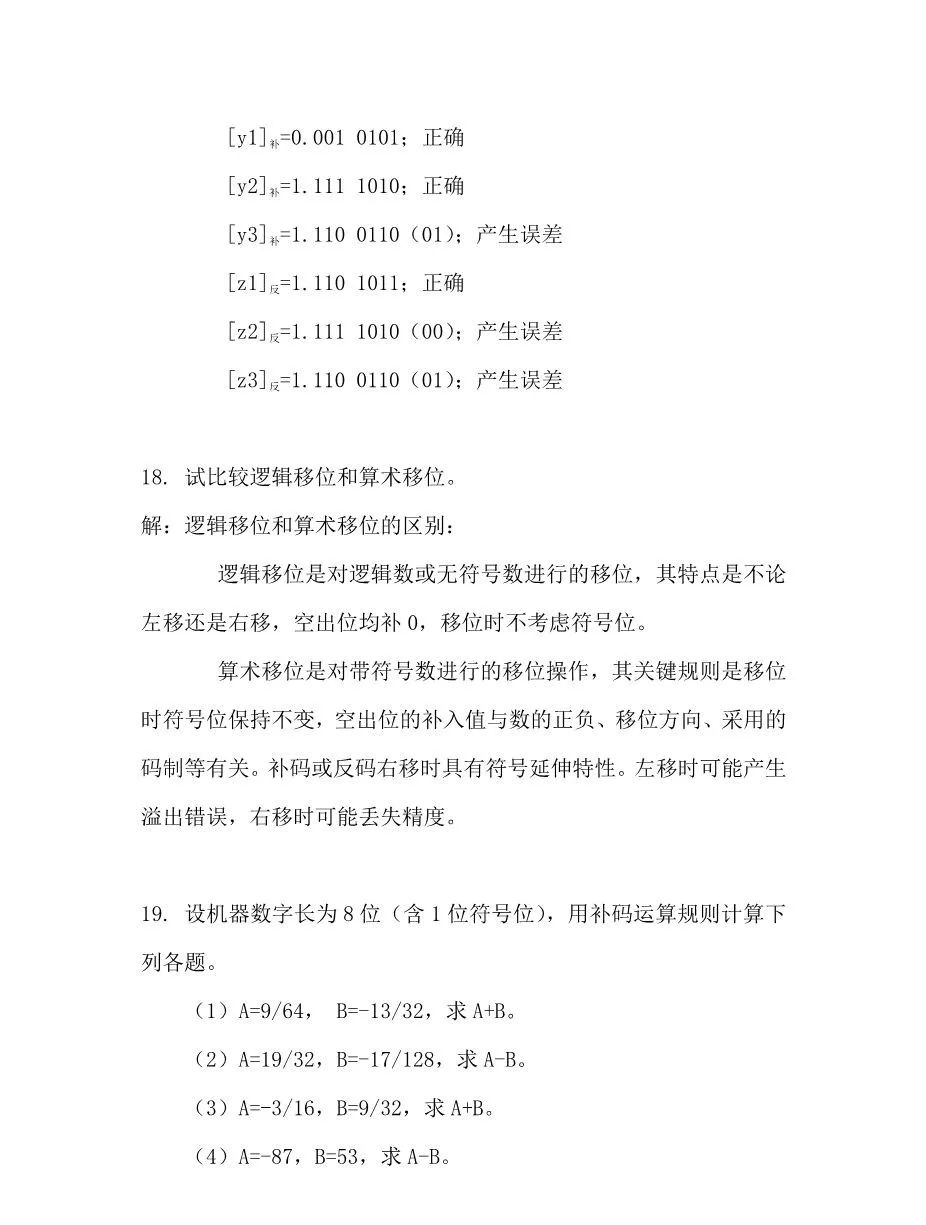 [y1]补=0.001 0101；正确
[y2]补=1.111 1010；正确
[y3]补=1.110 0110（01）；产生误差
[z1]反=1.110 1011；正确
[z2]反=1.111 1010（00）；产生误差
[z3]反=1.110 0110（01）；产生误差
18. 试比较逻辑移位和算术移位。
解：逻辑移位和算术移位的区别：
逻辑移位是对逻辑数或无符号数进行的移位，其特点是不论
左移还是右移，空出位均补 0，移位时不考虑符号位。
算术移位是对带符号数进行的移位操作，其关键规则是移位
时符号位保持不变，空出位的补入值与数的正负、移位方向、采用的
码制等有关。补码或反码右移时具有符号延伸特性。左移时可能产生
溢出错误，右移时可能丢失精度。
19. 设机器数字长为 8 位（含 1 位符号位），用补码运算规则计算下
列各题。
（1）A=9/64， B=-13/32，求 A+B。
（2）A=19/32，B=-17/128，求 A-B。
（3）A=-3/16，B=9/32，求 A+B。
（4）A=-87，B=53，求 A-B。